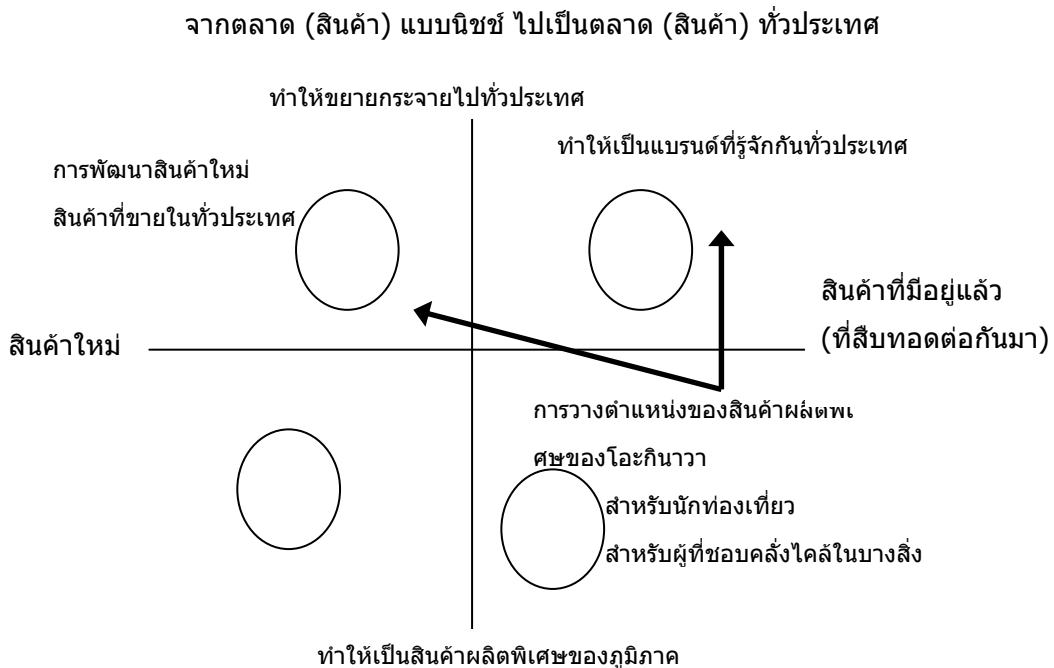 จากตลาด (สินค้า) แบบนิชช์ ไปเป็นตลาด (สินค้า) ทั่วประเทศ
ทำให้ขยายกระจายไปทั่วประเทศ
ทำให้เป็นแบรนด์ที่รู้จักกันทั่วประเทศ
การพัฒนาสินค้าใหม่
สินค้าที่ขายในทั่วประเทศ
สินค้าที่มีอยู่แล้ว
(ที่สืบทอดต่อกันมา)
สินค้าใหม่
การวางตำแหน่งของสินค้าผลิตพิเ
ศษของโอะกินาวา
สำหรับนักท่องเที่ยว
สำหรับผู้ที่ชอบคลั่งไคล้ในบางสิ่ง
ทำให้เป็นสินค้าผลิตพิเศษของภูมิภาค